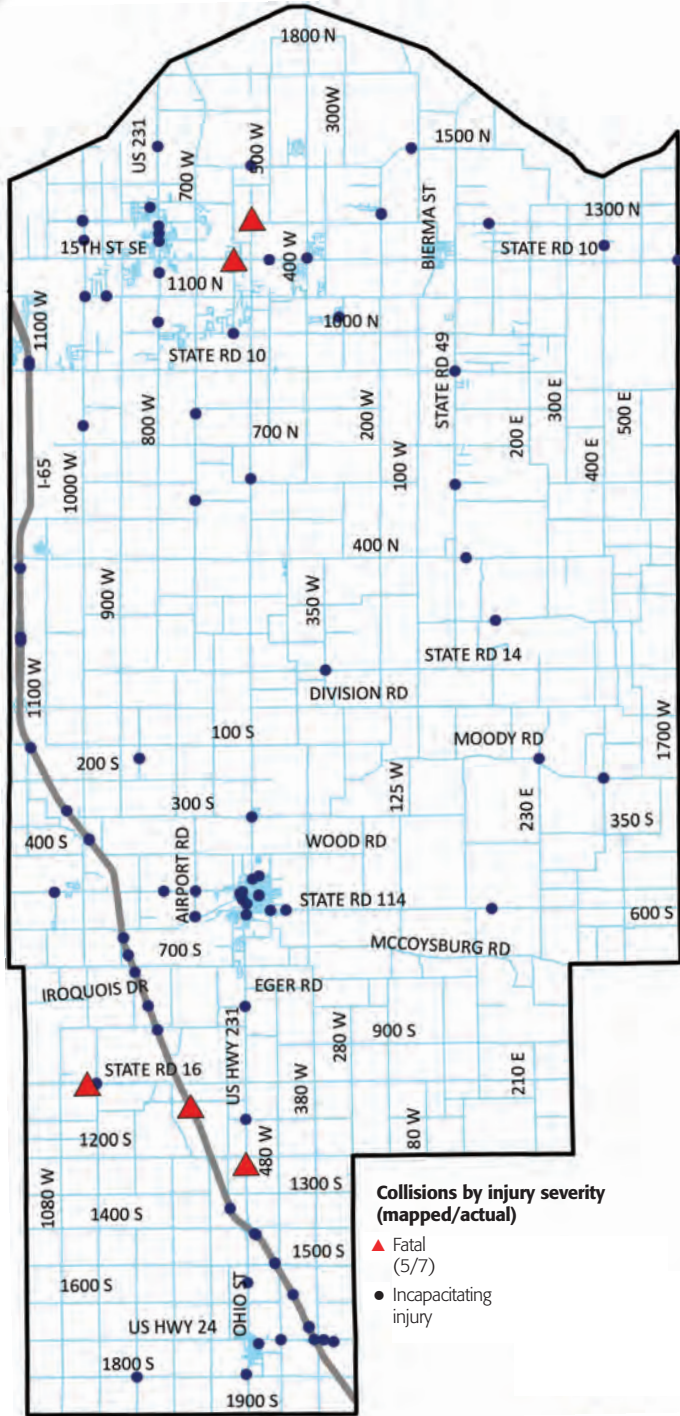 1800 N
300W
US 231
500 W
1500 N
700 W
1300 N
BIERMA ST
15TH ST SE
400 W
STATE RD 10
1100 N
1100 W
1000 N
STATE RD 10
STATE RD 49
300 E
500 E
800 W
200 W
200 E
700 N
400 E
I-65
1000 W
100 W
400 N
900 W
350 W
STATE RD 14
1100 W
DIVISION RD
1700 W
100 S
MOODY RD
200 S
125 W
300 S
230 E
350 S
400 S
WOOD RD
AIRPORT RD
STATE RD 114
600 S
700 S
MCCOYSBURG RD
IROQUOIS DR
EGER RD
US HWY 231
280 W
900 S
STATE RD 16
380 W
210 E
1200 S
80 W
480 W
1300 S
1080 W
1400 S
1500 S
1600 S
OHIO ST
US HWY 24
1800 S
1900 S
Collisions by injury severity
(mapped/actual)
Fatal
(5/7)
Incapacitating
injury